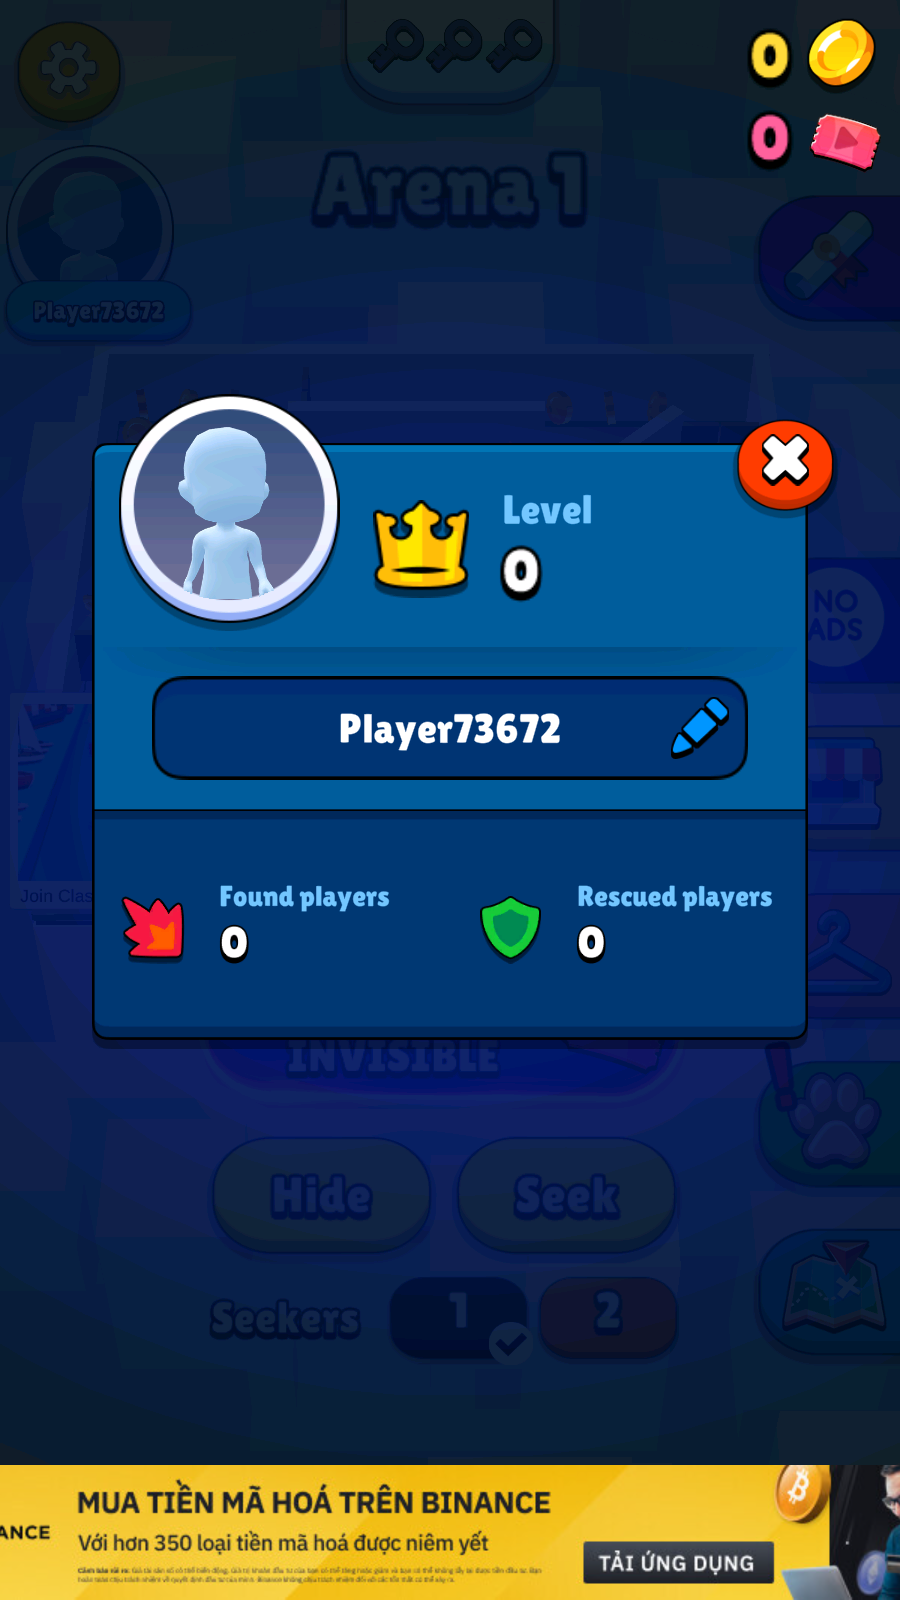 0
0
Arena 1
Player73672
Level
0
NO
ADS
Player73672
Join Clas
Found players
0
Rescued players
0
INVISIBLE
Hide
Seek
Seekers
1
2
ANCE
MUA TIỀN MÃ HOÁ TRÊN BINANCE
Với hơn 350 loại tiền mã hoá được niêm yết
TẢI ỨNG DỤNG